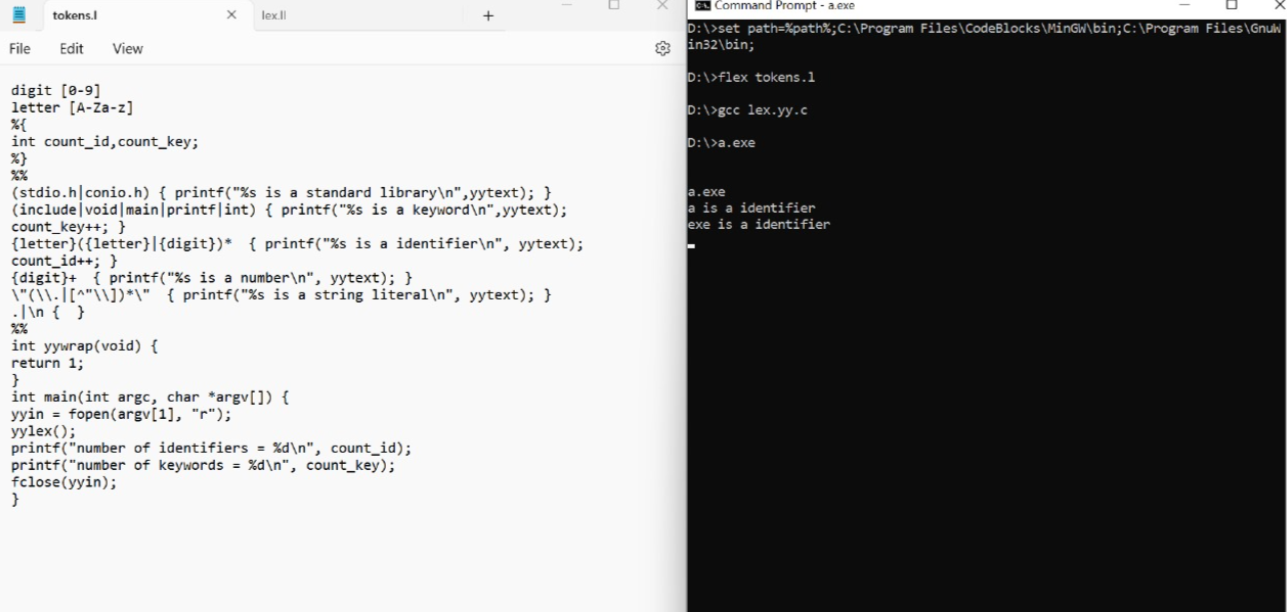 tokens.l
lex.ll
File Edit View
digit [0-9]
letter [A-Za-z]
%{
int count_id,count_key;
%}
%%
(stdio.h|conio.h) { printf("%s is a standard library\n",yytext); }
(include|void|main|printf|int) { printf("%s is a keyword\n",yytext);
count_key++; }
{letter}({letter}|{digit})*  { printf("%s is a identifier\n", yytext);
count_id++; }
{digit}+  { printf("%s is a number\n", yytext); }
\"(\\.|[^"\\])*\"  { printf("%s is a string literal\n", yytext); }
.|\n {  }
%%
int yywrap(void) {
return 1;
}
int main(int argc, char *argv[]) {
yyin = fopen(argv[1], "r");
yylex();
printf("number of identifiers = %d\n", count_id);
printf("number of keywords = %d\n", count_key);
fclose(yyin);
}
Command Prompt - a.exe
D:\>set path=%path%;C:\Program Files\CodeBlocks\MinGW\bin;C:\Program Files\GnuW
in32\bin;
D:\>flex tokens.l
D:\>gcc lex.yy.c
D:\>a.exe
a.exe
a is a identifier
exe is a identifier